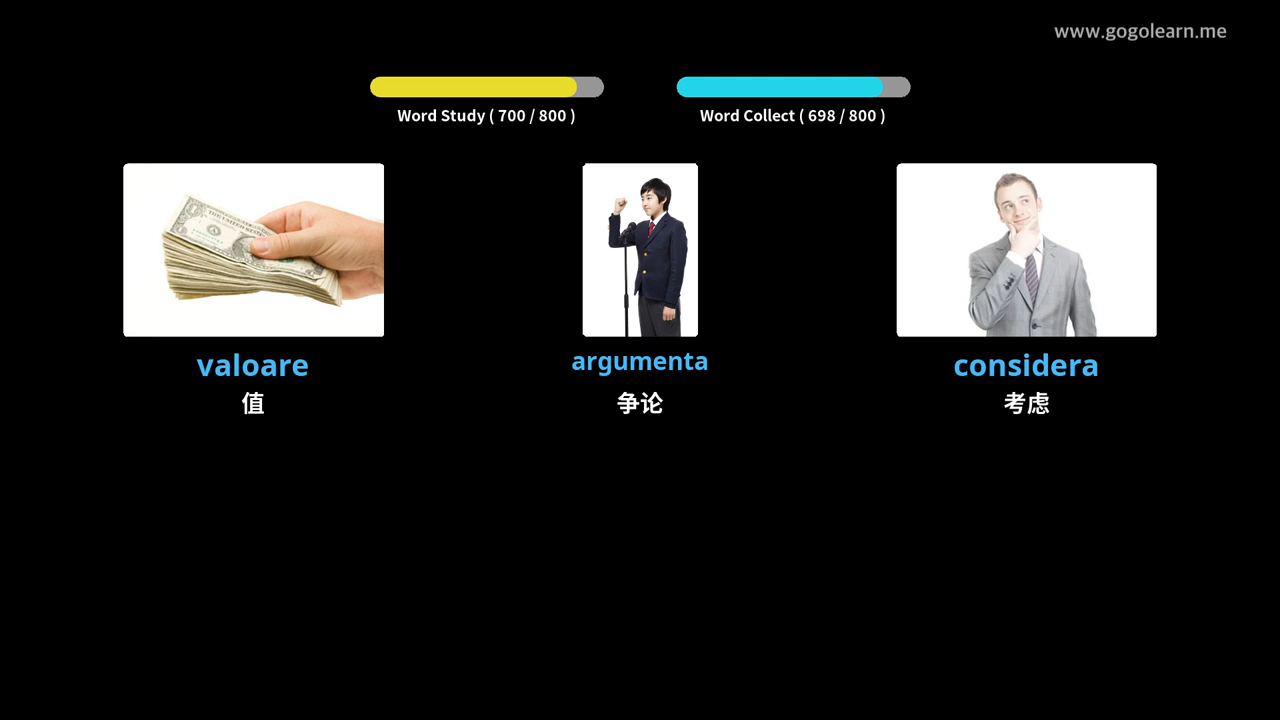 www.gogolearn.me
Word Study ( 700 / 800 )
Word Collect ( 698 / 800 )
valoare
值
argumenta
争论
considera
考虑